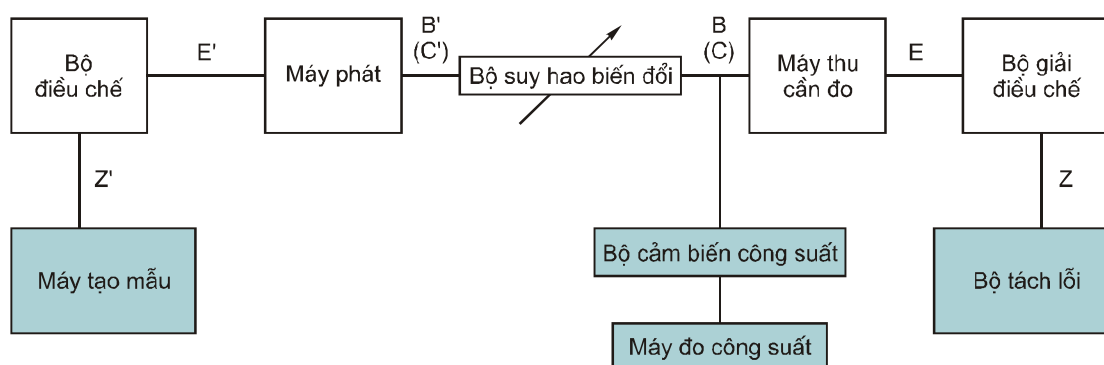 Bộ
điều chế
E'
Máy phát
B'
(C')
Bộ suy hao biến đổi
B
(C)
Máy thu
cần đo
E
Bộ giải
điều chế
Z'
Z
Máy tạo mẫu
Bộ cảm biến công suất
Bộ tách lỗi
Máy đo công suất